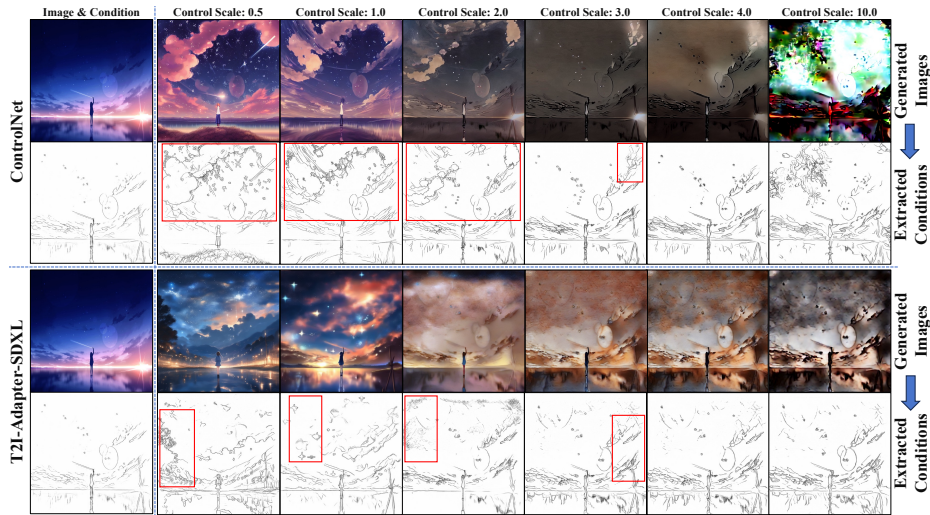 Image & Condition
Control Scale: 0.5
Control Scale: 1.0
Control Scale: 2.0
Control Scale: 3.0
Control Scale: 4.0
Control Scale: 10.0
ControlNet
Generated
Images
Extracted
Conditions
T2I-Adapter-SDXL
Generated
Images
Extracted
Conditions